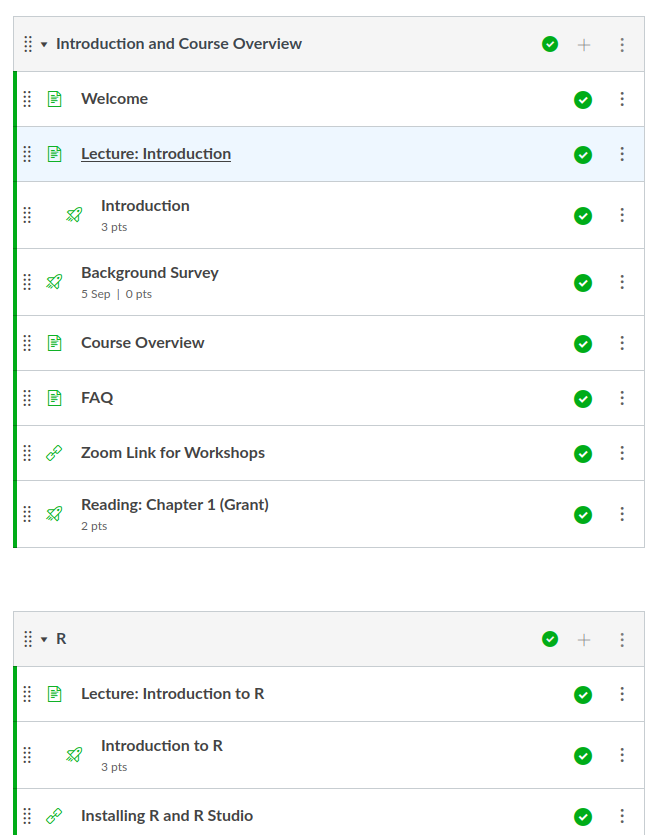 Introduction and Course Overview
Welcome
Lecture: Introduction
Introduction
3 pts
Background Survey
5 Sep | 0 pts
Course Overview
FAQ
Zoom Link for Workshops
Reading: Chapter 1 (Grant)
2 pts
R
Lecture: Introduction to R
Introduction to R
3 pts
Installing R and R Studio